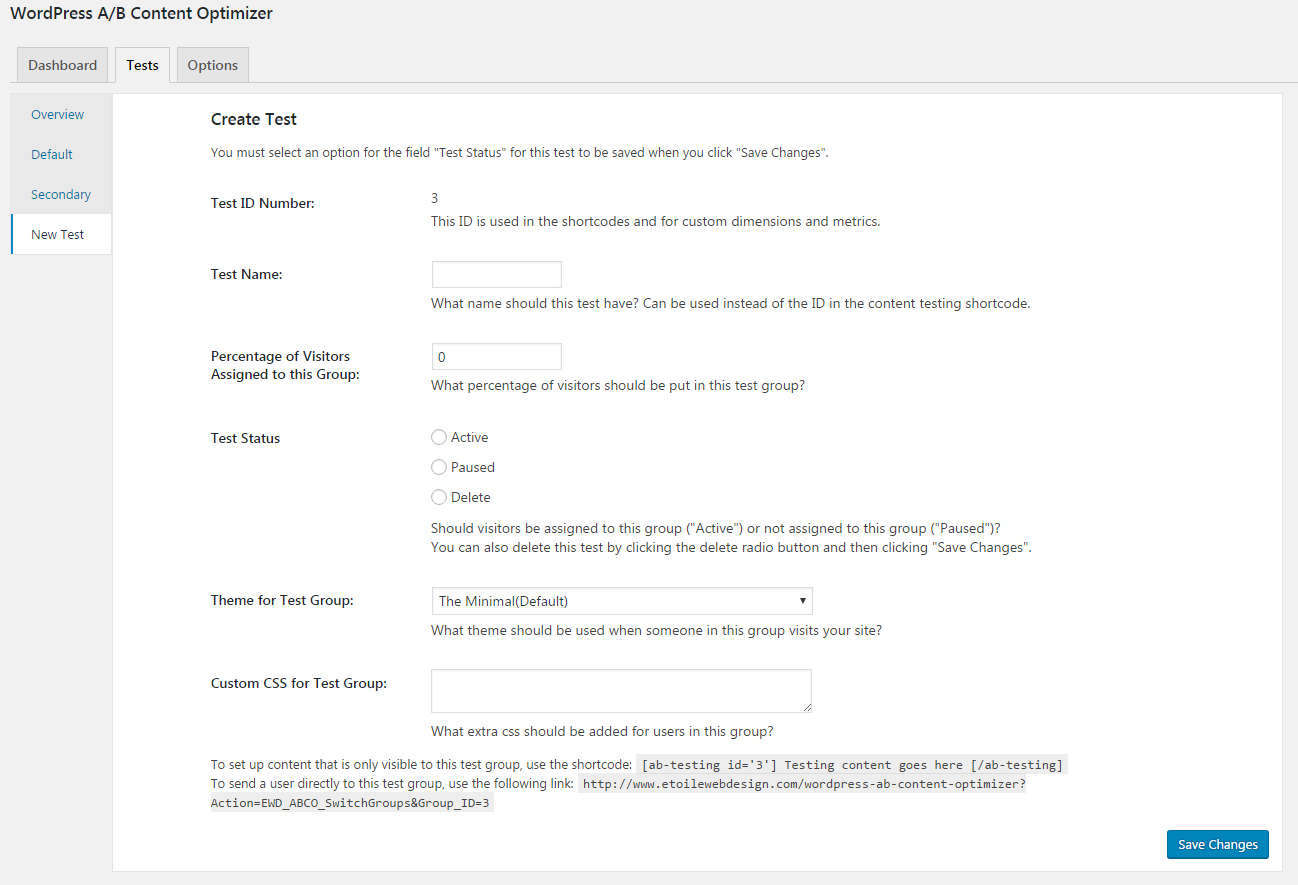 WordPress A/B Content Optimizer
Dashboard
Tests
Options
Overview
Default
Secondary
New Test
Create Test
You must select an option for the field "Test Status" for this test to be saved when you click "Save Changes".
Test ID Number:
3
This ID is used in the shortcodes and for custom dimensions and metrics.
Test Name:
What name should this test have? Can be used instead of the ID in the content testing shortcode.
Percentage of Visitors
Assigned to this Group:
0
What percentage of visitors should be put in this test group?
Test Status
Active
Paused
Delete
Should visitors be assigned to this group ("Active") or not assigned to this group ("Paused")?
You can also delete this test by clicking the delete radio button and then clicking "Save Changes".
Theme for Test Group:
The Minimal(Default)
What theme should be used when someone in this group visits your site?
Custom CSS for Test Group:
What extra css should be added for users in this group?
To set up content that is only visible to this test group, use the shortcode: [ab-testing id='3'] Testing content goes here [/ab-testing]
To send a user directly to this test group, use the following link: http://www.etoilewebdesign.com/wordpress-ab-content-optimizer?
Action=EWD_ABCO_SwitchGroups&Group_ID=3
Save Changes